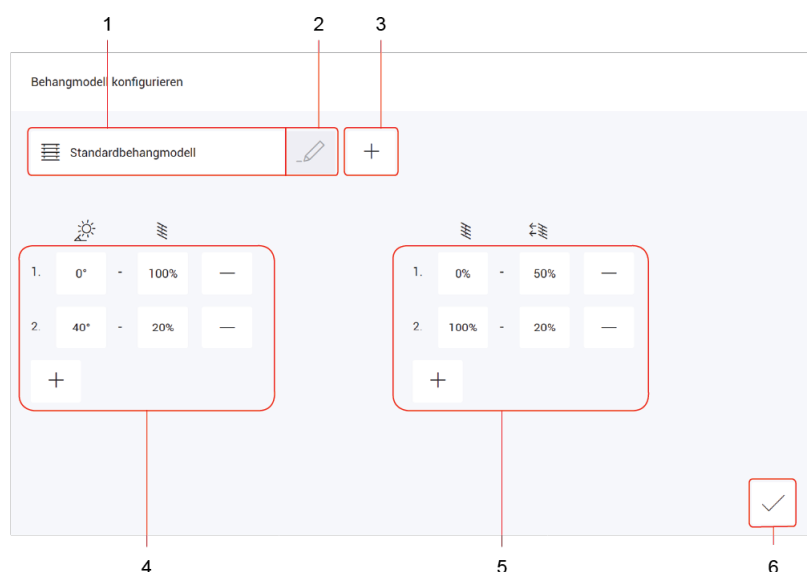 1 2 3
Behangmodell konfigurieren
Standardbehangmodell
1. 0° - 100%
2. 40° - 20%
1. 0% - 50%
2. 100% - 20%
4 5 6